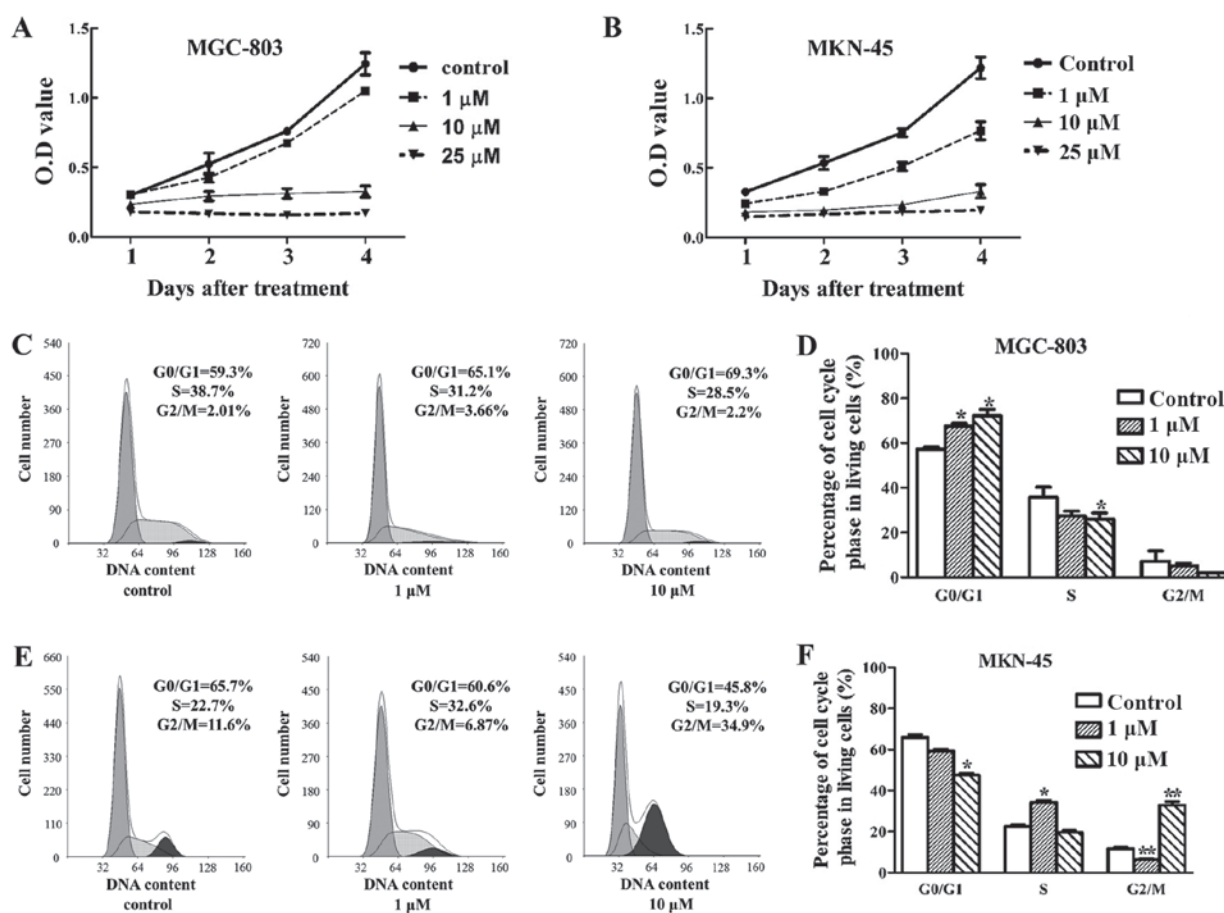 A
MGC-803
O.D value
1.5
1.0
0.5
0.0
1 2 3 4
Days after treatment
control
1 µM
10 µM
25 µM
B
MKN-45
O.D value
1.5
1.0
0.5
0.0
1 2 3 4
Days after treatment
Control
1 µM
10 µM
25 µM
C
Cell number
540
450
360
270
180
90
0
32 64 96 128 160
G0/G1=59.3%
S=38.7%
G2/M=2.01%
DNA content
control
Cell number
720
600
480
360
240
120
0
32 64 96 128 160
G0/G1=65.1%
S=31.2%
G2/M=3.66%
DNA content
1 µM
Cell number
720
600
480
360
240
120
0
32 64 96 128 160
G0/G1=69.3%
S=28.5%
G2/M=2.2%
DNA content
10 µM
D
MGC-803
Percentage of cell cycle
phase in living cells (%)
100
80
60
40
20
0
* *
*
G0/G1 S G2/M
Control
1 µM
10 µM
E
Cell number
660
550
440
330
220
110
0
32 64 96 128 160
G0/G1=65.7%
S=22.7%
G2/M=11.6%
DNA content
control
Cell number
540
450
360
270
180
90
0
32 64 96 128 160
G0/G1=60.6%
S=32.6%
G2/M=6.87%
DNA content
1 µM
Cell number
540
450
360
270
180
90
0
32 64 96 128 160
G0/G1=45.8%
S=19.3%
G2/M=34.9%
DNA content
10 µM
F
MKN-45
Percentage of cell cycle
phase in living cells (%)
100
80
60
40
20
0
*
*
**
**
G0/G1 S G2/M
Control
1 µM
10 µM